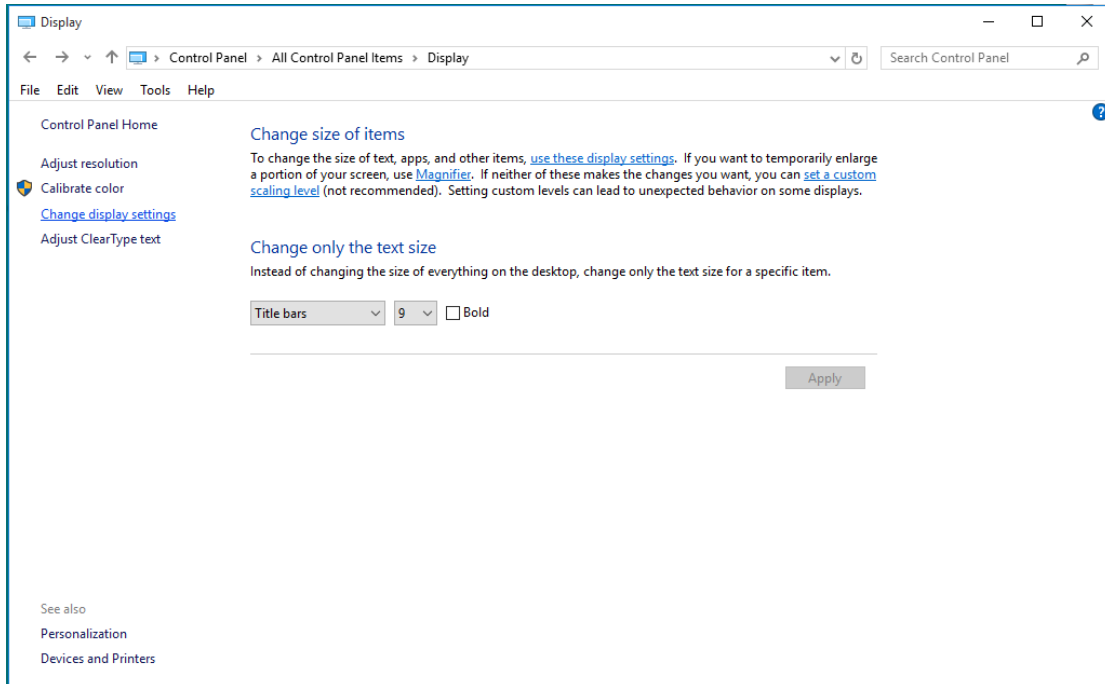 Display
Control Panel > All Control Panel Items > Display
Search Control Panel
File Edit View Tools Help
?
Control Panel Home
Adjust resolution
Calibrate color
Change display settings
Adjust ClearType text
Change size of items
To change the size of text, apps, and other items, use these display settings. If you want to temporarily enlarge
a portion of your screen, use Magnifier. If neither of these makes the changes you want, you can set a custom
scaling level (not recommended). Setting custom levels can lead to unexpected behavior on some displays.
Change only the text size
Instead of changing the size of everything on the desktop, change only the text size for a specific item.
Title bars 9 Bold
Apply
See also
Personalization
Devices and Printers